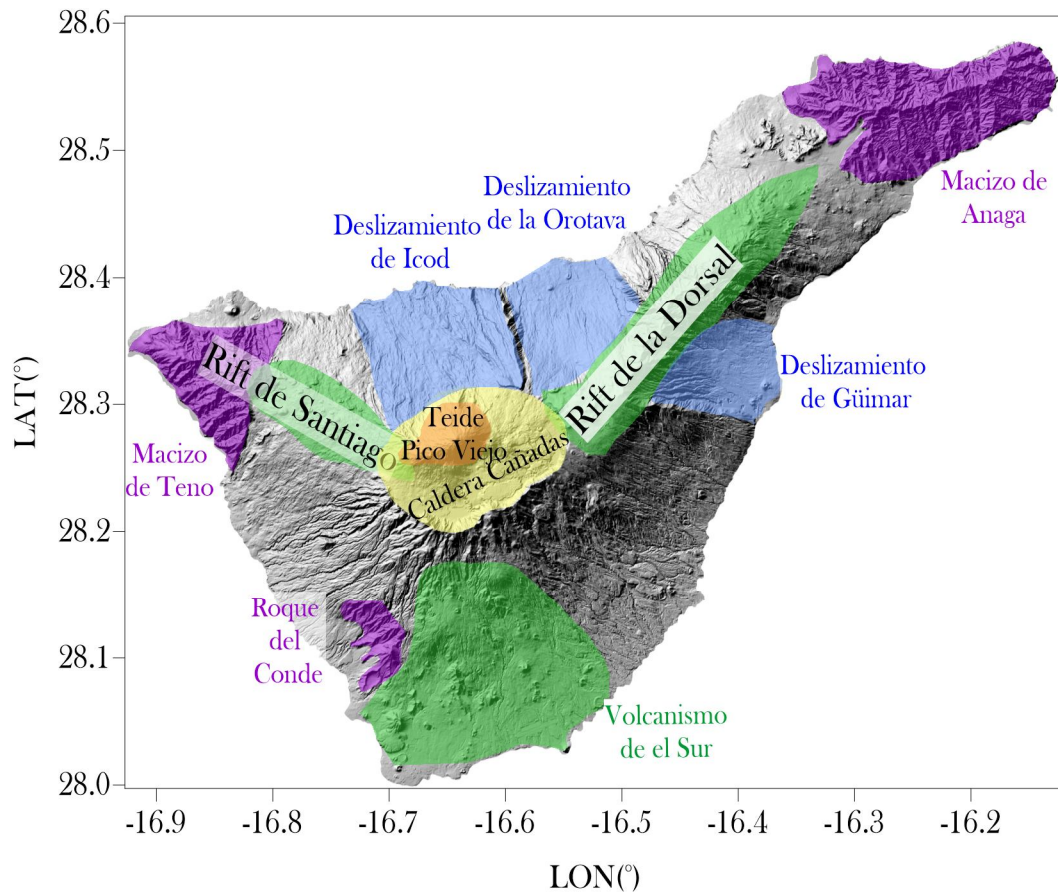 28.6
28.5
28.4
28.3
28.2
28.1
28.0
LAT(°)
-16.9
-16.8
-16.7
-16.6
-16.5
-16.4
-16.3
-16.2
LON(°)
Macizo de
Anaga
Deslizamiento
de la Orotava
Deslizamiento
de Icod
Rift de la Dorsal
Rift de Santiago
Deslizamiento
de Güimar
Teide
Pico Viejo
Caldera Cañadas
Macizo
de Teno
Roque
del
Conde
Volcanismo
de el Sur